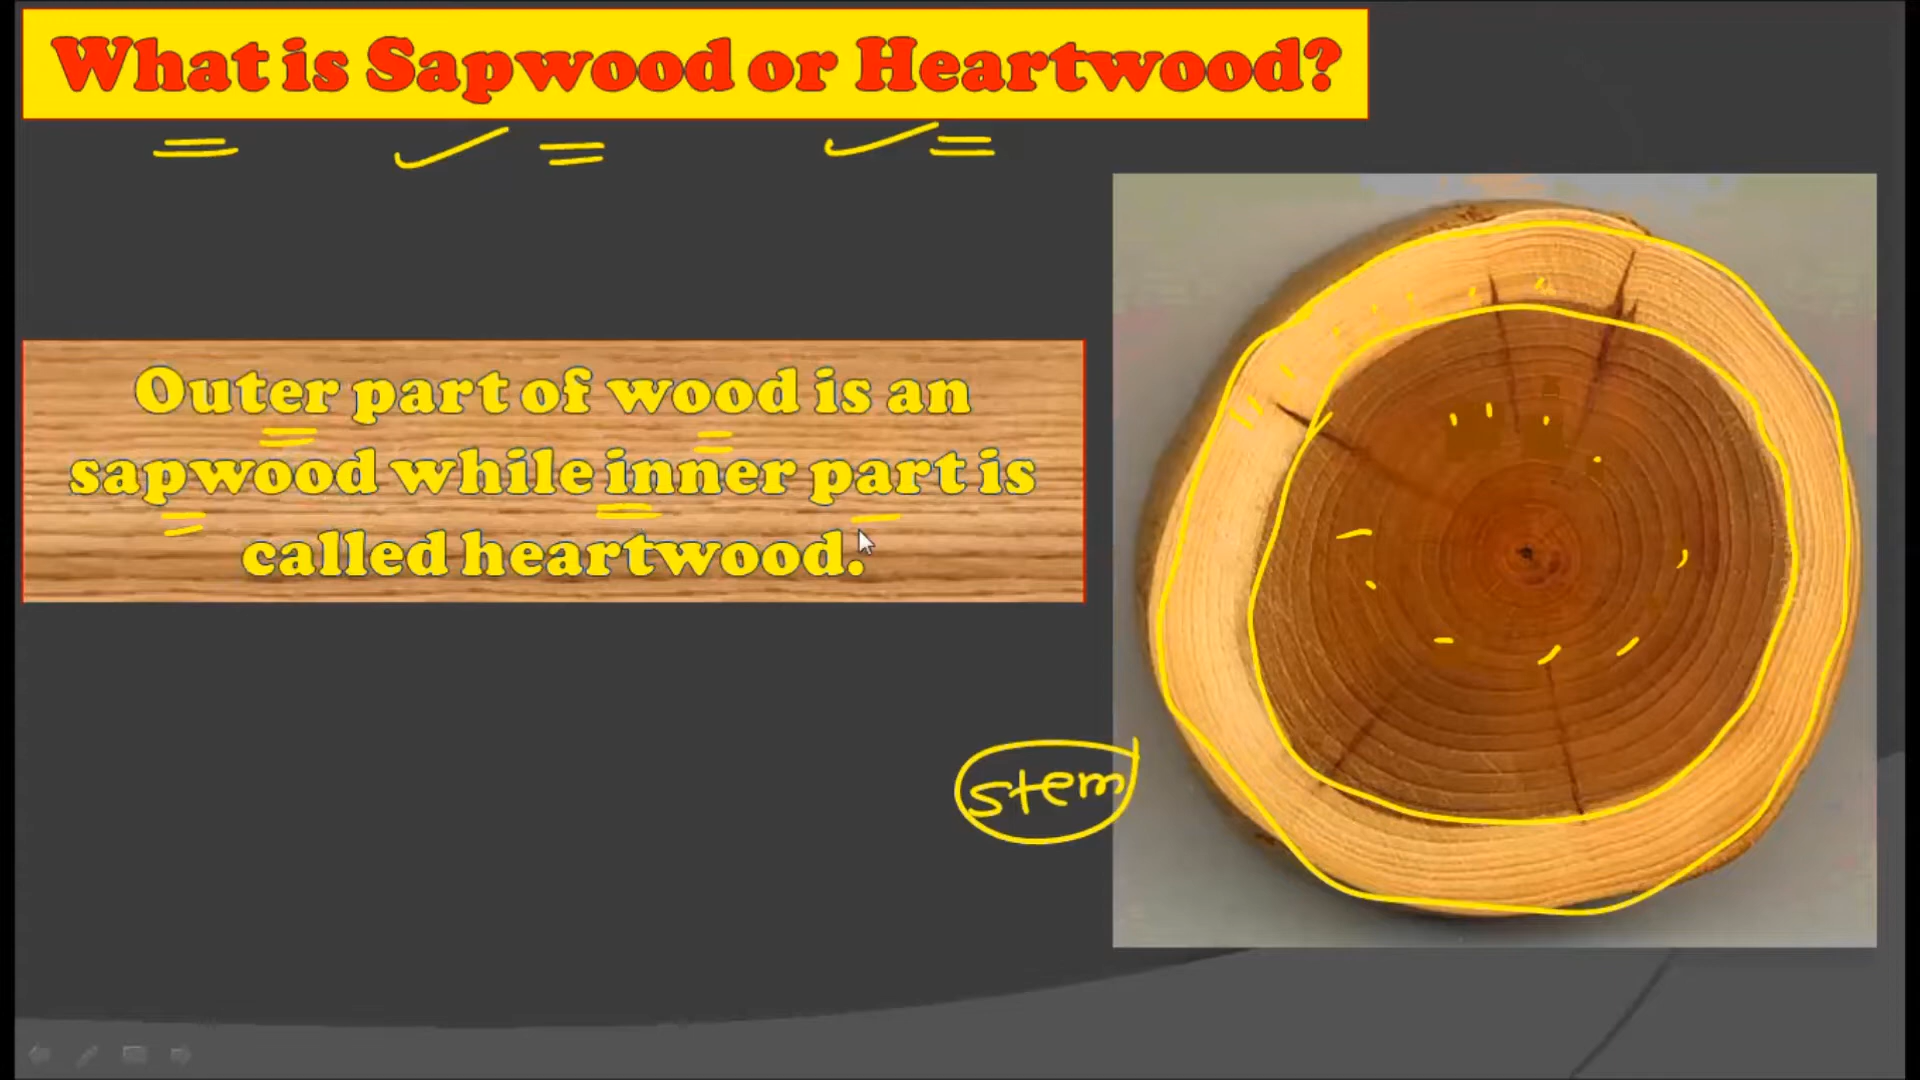 What is Sapwood or Heartwood?
Outer part of wood is an
sapwood while inner part is
called heartwood.
stem